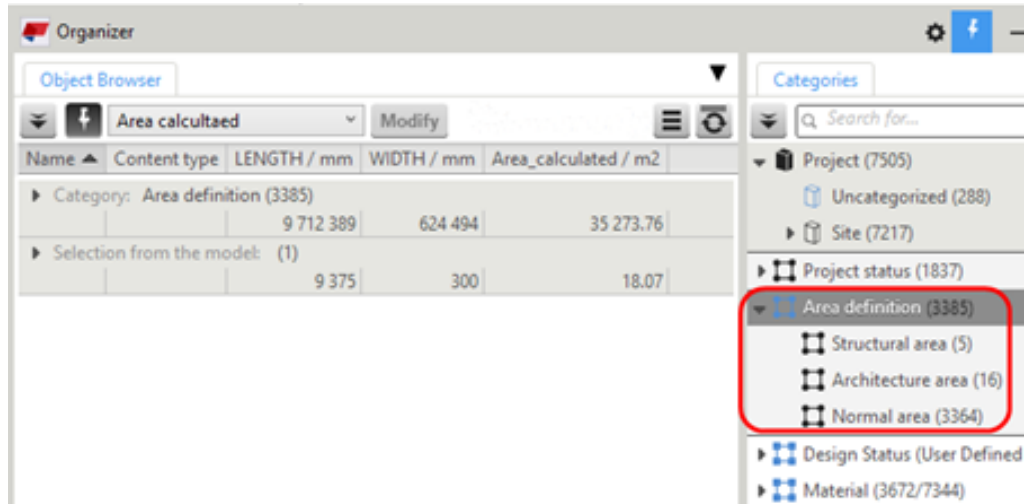 Organizer
Object Browser
Area calcultaed
Modify
Name Content type LENGTH / mm WIDTH / mm Area_calculated / m2
Category: Area definition (3385)
9 712 389 624 494 35 273.76
Selection from the model: (1)
9 375 300 18.07
Categories
Search for...
Project (7505)
Uncategorized (288)
Site (7217)
Project status (1837)
Area definition (3385)
Structural area (5)
Architecture area (16)
Normal area (3364)
Design Status (User Defined
Material (3672/7344)